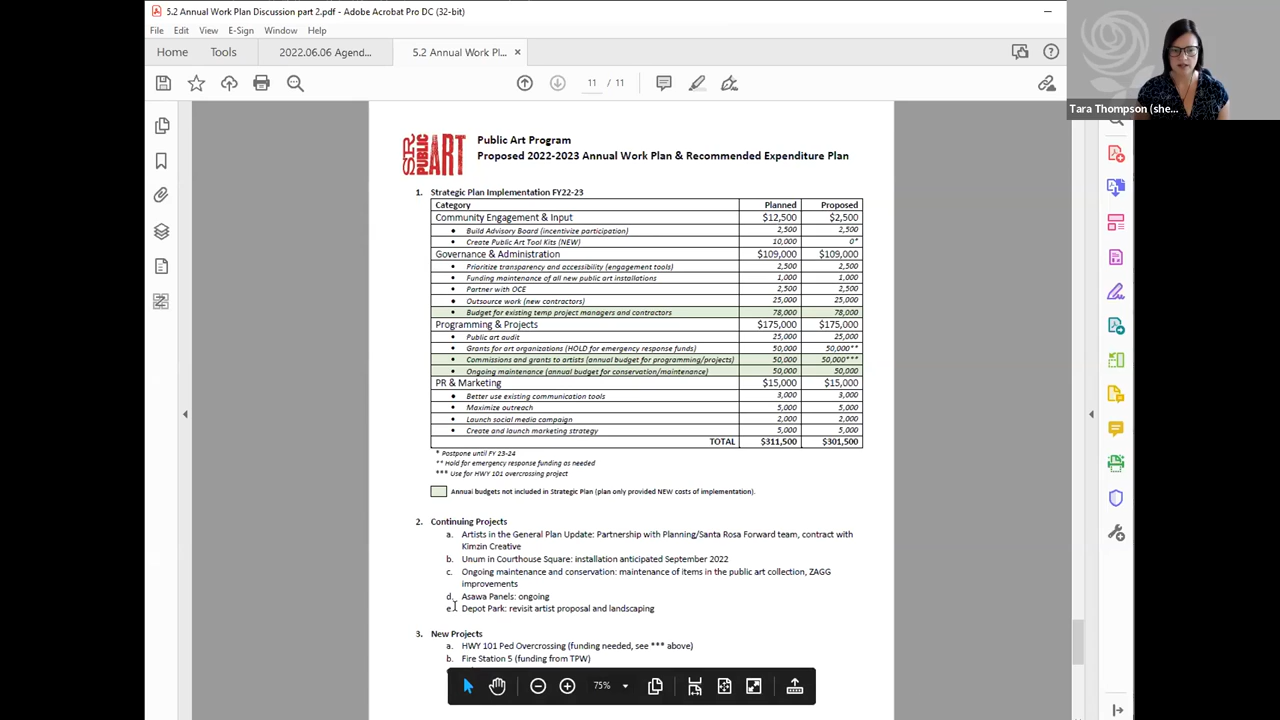 5.2 Annual Work Plan Discussion part 2.pdf - Adobe Acrobat Pro DC (32-bit)
File Edit View E-Sign Window Help
Home Tools 2022.06.06 Agend... 5.2 Annual Work Pl... ×
11 / 11
Tara Thompson (she...
SR PUBLIC ART
Public Art Program
Proposed 2022-2023 Annual Work Plan & Recommended Expenditure Plan
1. Strategic Plan Implementation FY22-23
Category Planned Proposed
Community Engagement & Input $12,500 $2,500
• Build Advisory Board (incentivize participation) 2,500 2,500
• Create Public Art Tool Kits (NEW) 10,000 0*
Governance & Administration $109,000 $109,000
• Prioritize transparency and accessibility (engagement tools) 2,500 2,500
• Funding maintenance of all new public art installations 1,000 1,000
• Partner with OCE 2,500 2,500
• Outsource work (new contractors) 25,000 25,000
• Budget for existing temp project managers and contractors 78,000 78,000
Programming & Projects $175,000 $175,000
• Public art audit 25,000 25,000
• Grants for art organizations (HOLD for emergency response funds) 50,000 50,000**
• Commissions and grants to artists (annual budget for programming/projects) 50,000 50,000***
• Ongoing maintenance (annual budget for conservation/maintenance) 50,000 50,000
PR & Marketing $15,000 $15,000
• Better use existing communication tools 3,000 3,000
• Maximize outreach 5,000 5,000
• Launch social media campaign 2,000 2,000
• Create and launch marketing strategy 5,000 5,000
TOTAL $311,500 $301,500
* Postpone until FY 23-24
** Hold for emergency response funding as needed
*** Use for HWY 101 overcrossing project
Annual budgets not included in Strategic Plan (plan only provided NEW costs of implementation).
2. Continuing Projects
a. Artists in the General Plan Update: Partnership with Planning/Santa Rosa Forward team, contract with
Kimzin Creative
b. Unum in Courthouse Square: installation anticipated September 2022
c. Ongoing maintenance and conservation: maintenance of items in the public art collection, ZAGG
improvements
d. Asawa Panels: ongoing
e. Depot Park: revisit artist proposal and landscaping
3. New Projects
a. HWY 101 Ped Overcrossing (funding needed, see *** above)
b. Fire Station 5 (funding from TPW)
75%